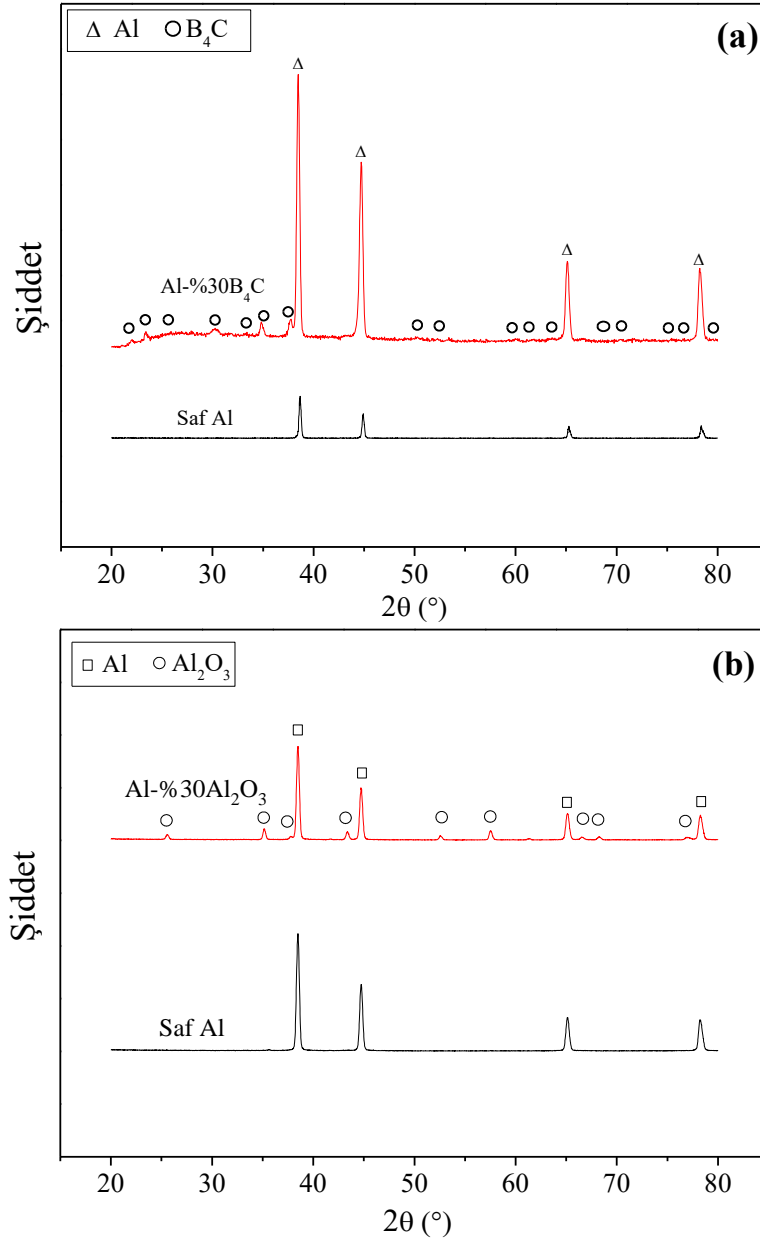 Δ Al O B₄C
(a)
Δ
Δ
Δ
Δ
Al-%30B₄C
Saf Al
Şiddet
20 30 40 50 60 70 80
2θ (°)
□ Al ○ Al₂O₃
(b)
Al-%30Al₂O₃
Saf Al
Şiddet
20 30 40 50 60 70 80
2θ (°)